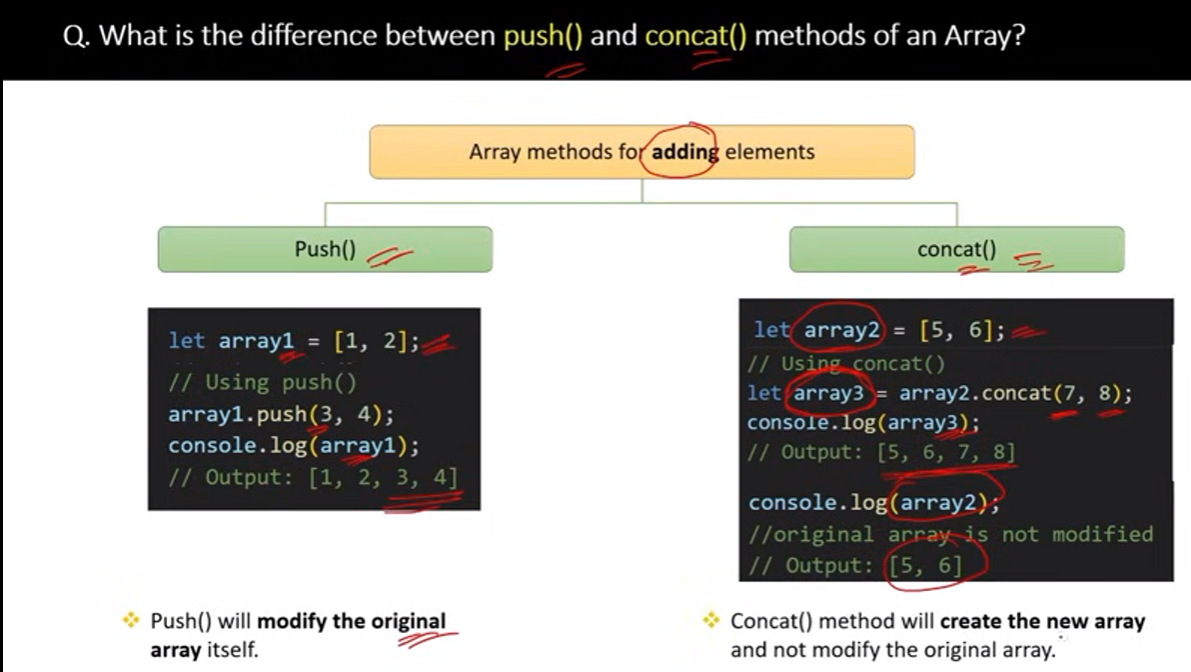 Q. What is the difference between push() and concat() methods of an Array?
Array methods for adding elements
Push()
concat()
let array1 = [1, 2];
// Using push()
array1.push(3, 4);
console.log(array1);
// Output: [1, 2, 3, 4]
let array2 = [5, 6];
// Using concat()
let array3 = array2.concat(7, 8);
console.log(array3);
// Output: [5, 6, 7, 8]
console.log(array2);
//original array is not modified
// Output: [5, 6]
Push() will modify the original
array itself.
Concat() method will create the new array
and not modify the original array.